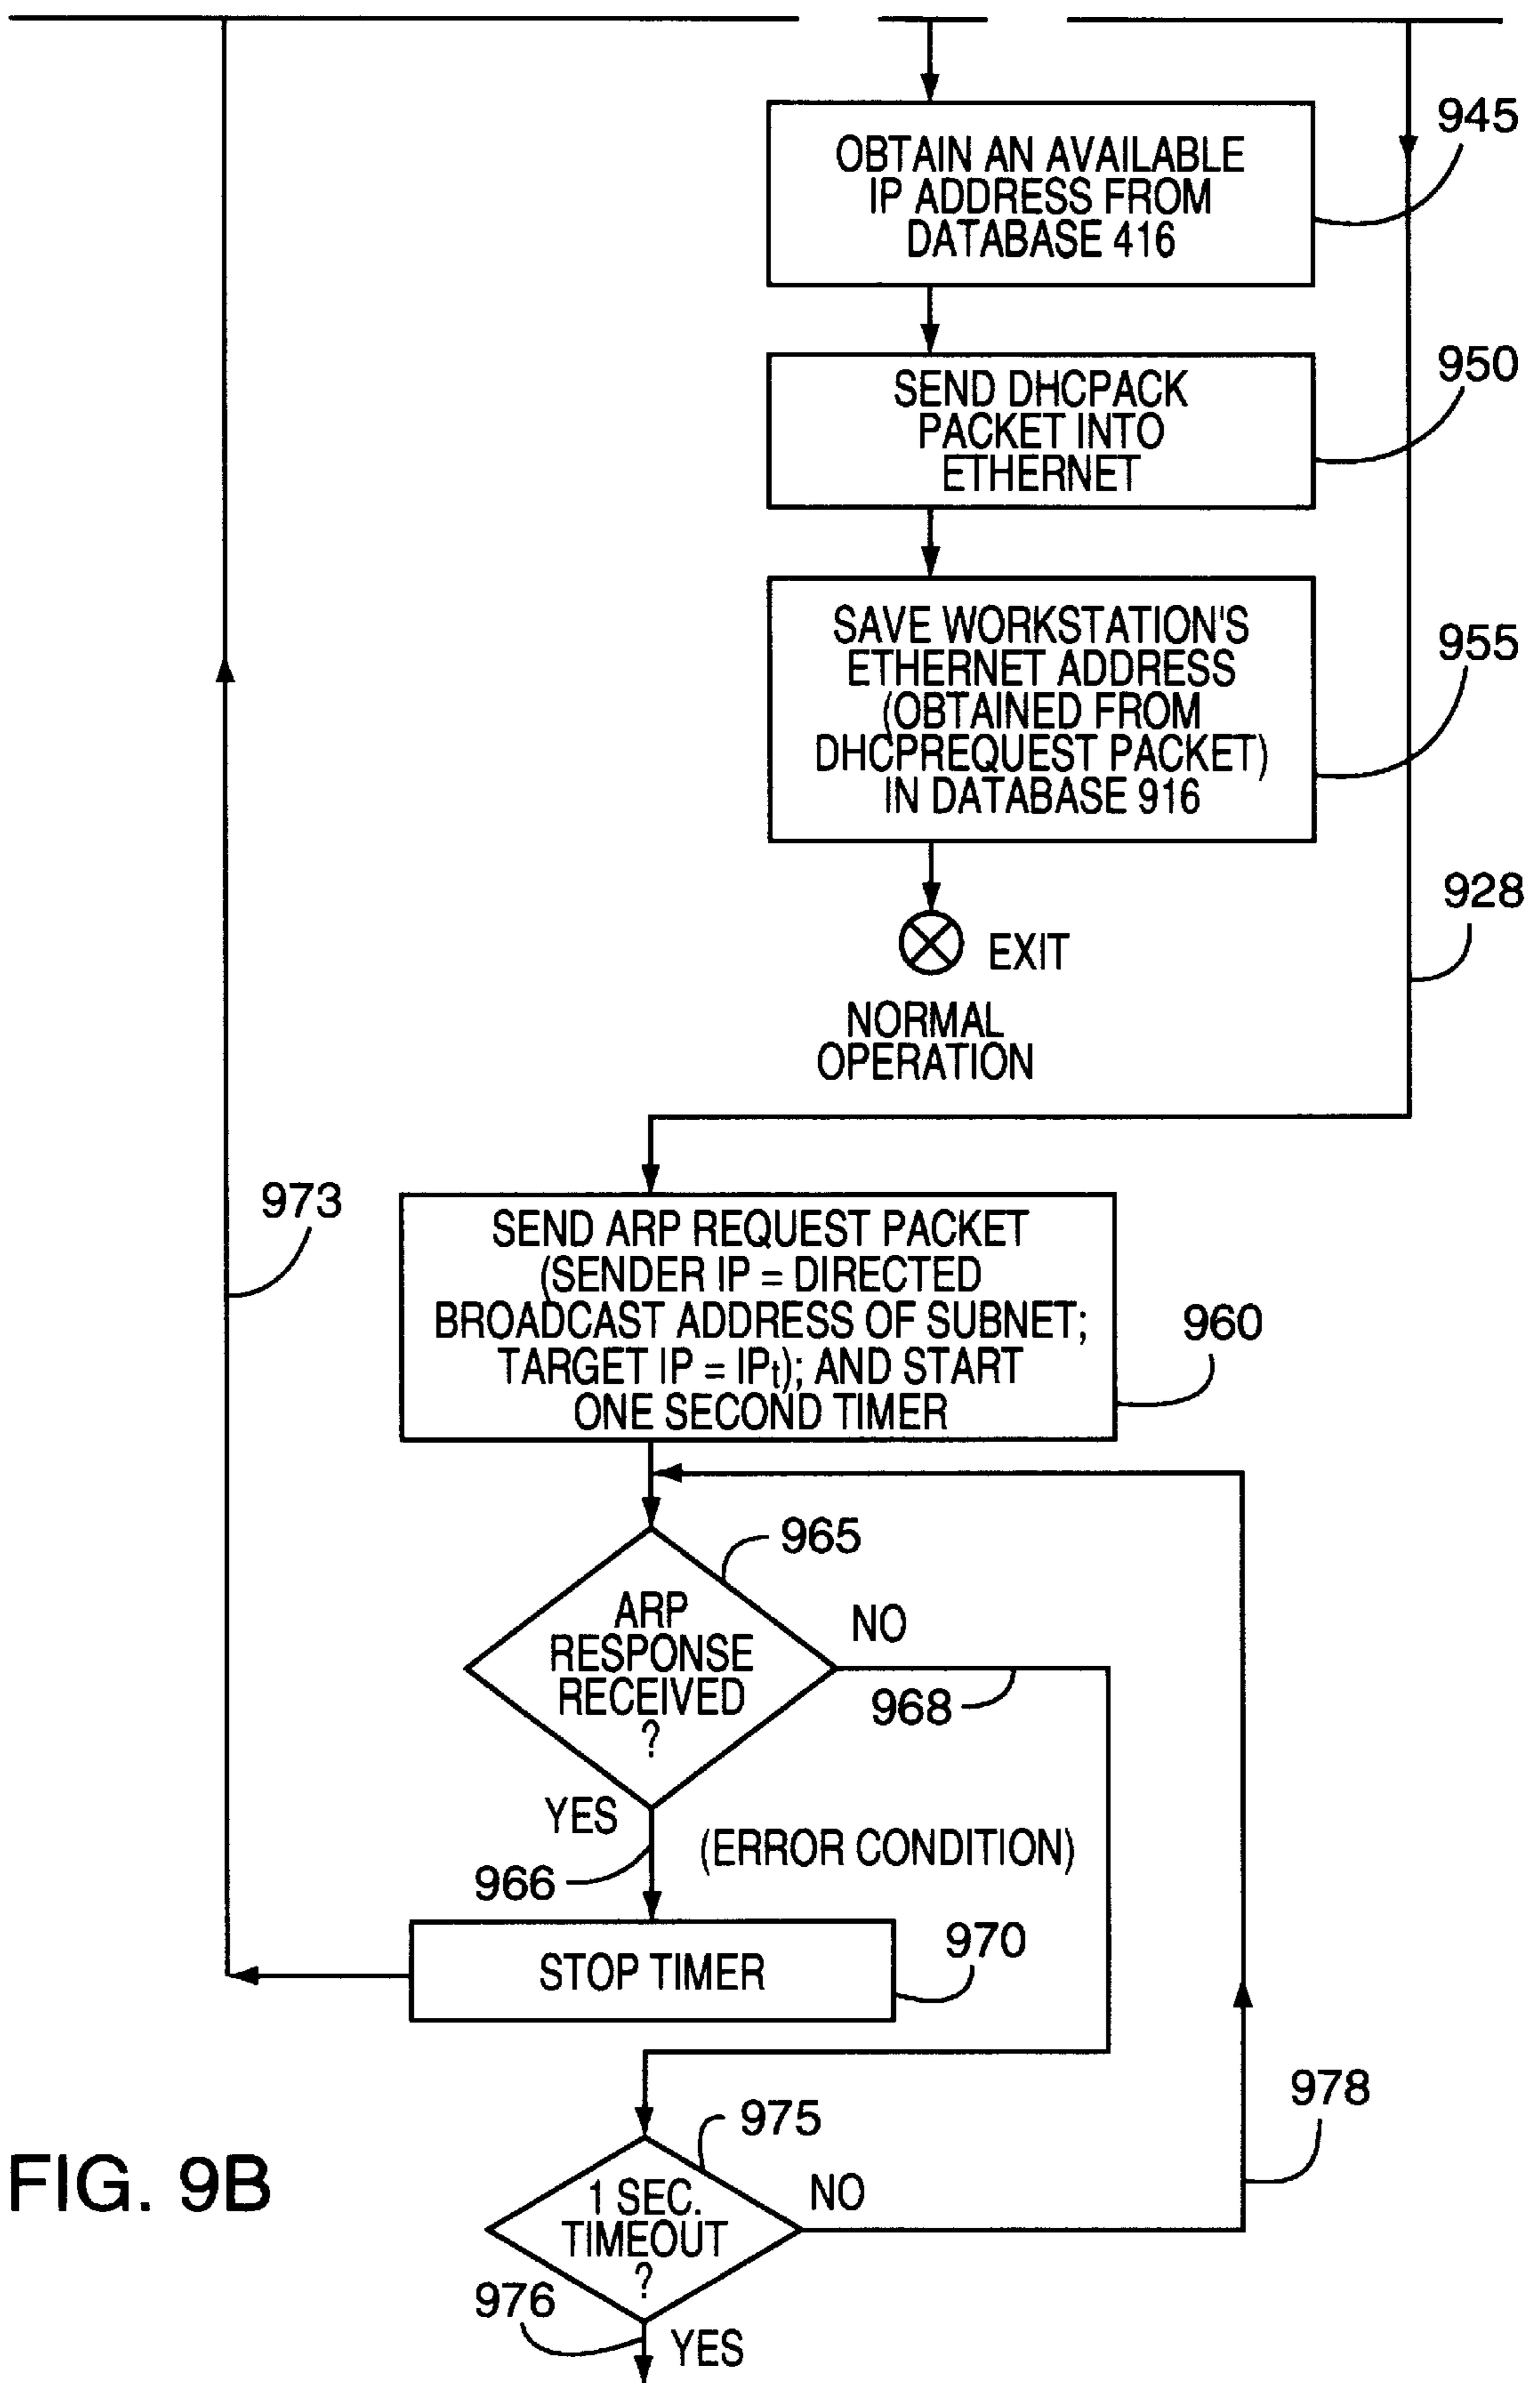 945
OBTAIN AN AVAILABLE
IP ADDRESS FROM
DATABASE 416
950
SEND DHCPACK
PACKET INTO
ETHERNET
955
SAVE WORKSTATION'S
ETHERNET ADDRESS
(OBTAINED FROM
DHCPREQUEST PACKET)
IN DATABASE 916
928
EXIT
NORMAL
OPERATION
973
SEND ARP REQUEST PACKET
(SENDER IP = DIRECTED
BROADCAST ADDRESS OF SUBNET;
TARGET IP = IPt); AND START
ONE SECOND TIMER
960
965
ARP
RESPONSE
RECEIVED
?
NO
968
YES
(ERROR CONDITION)
966
STOP TIMER
970
978
975
1 SEC.
TIMEOUT
?
NO
976
YES
FIG. 9B